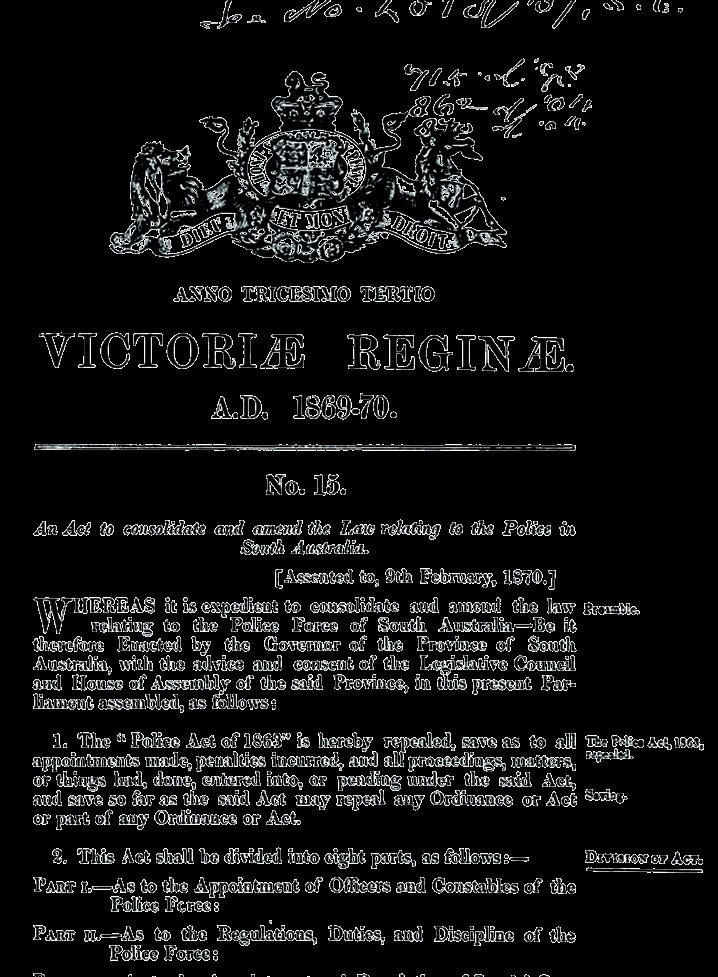 DIEU ET MON DROIT
ANNO TRICESIMO TERTIO
VICTORIÆ REGINÆ.
A.D. 1869-70.
No. 15.
An Act to consolidate and amend the Law relating to the Police in
South Australia.
[Assented to, 9th February, 1870.]
WHEREAS it is expedient to consolidate and amend the law
Preamble.
relating to the Police Force of South Australia—Be it
therefore Enacted by the Governor of the Province of South
Australia, with the advice and consent of the Legislative Council
and House of Assembly of the said Province, in this present Par-
liament assembled, as follows:
1. The "Police Act of 1869" is hereby repealed, save as to all
The Police Act, 1869,
appointments made, penalties incurred, and all proceedings, matters,
repealed.
or things had, done, entered into, or pending under the said Act,
and save so far as the said Act may repeal any Ordinance or Act
Saving.
or part of any Ordinance or Act.
2. This Act shall be divided into eight parts, as follows:—
DIVISION OF ACT.
PART I.—As to the Appointment of Officers and Constables of the
Police Force:
PART II.—As to the Regulations, Duties, and Discipline of the
Police Force: